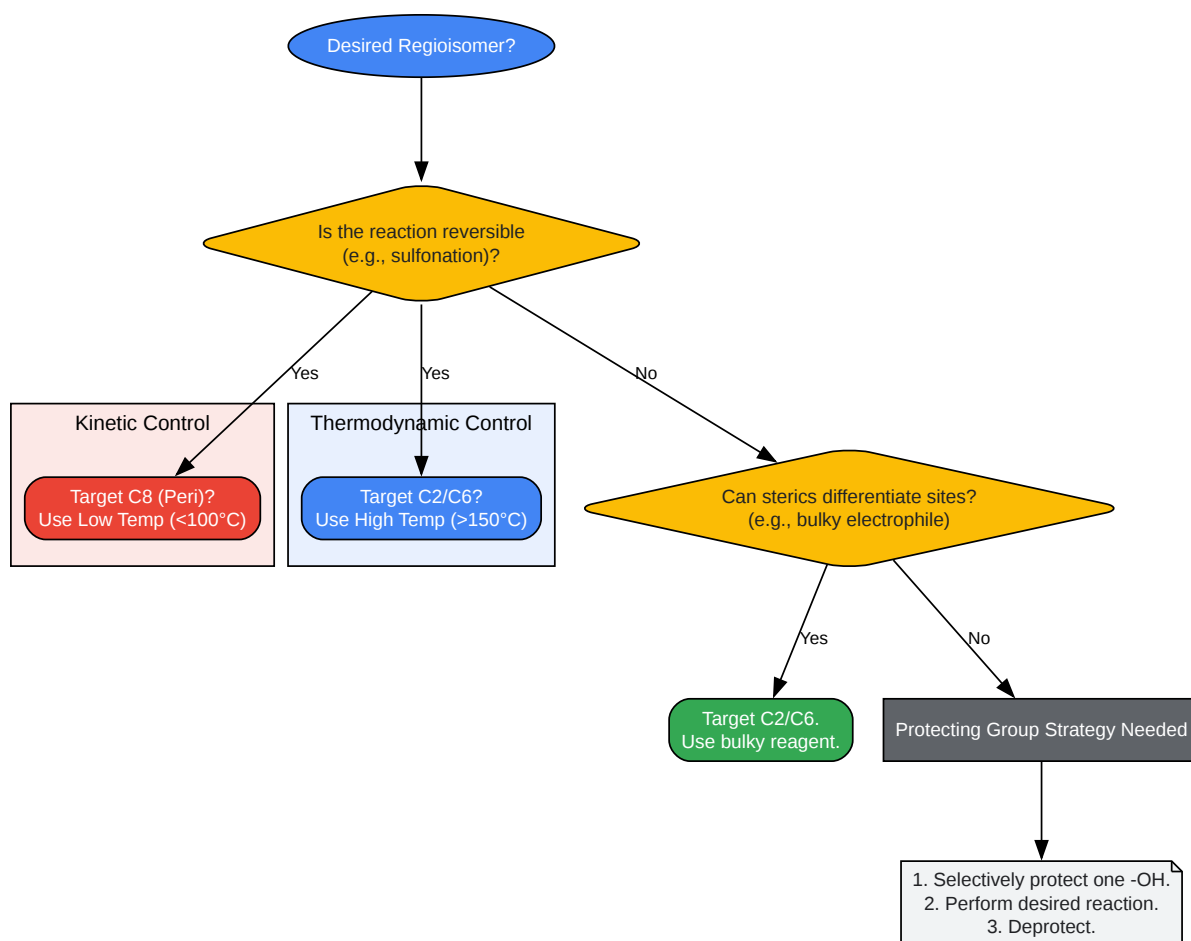 Desired Regioisomer?
Is the reaction reversible
(e.g., sulfonation)?
Yes
Yes
No
Kinetic Control
Thermodynamic Control
Target C8 (Peri)?
Use Low Temp (<100°C)
Target C2/C6?
Use High Temp (>150°C)
Can sterics differentiate sites?
(e.g., bulky electrophile)
Yes
No
Target C2/C6.
Use bulky reagent.
Protecting Group Strategy Needed
1. Selectively protect one -OH.
2. Perform desired reaction.
3. Deprotect.